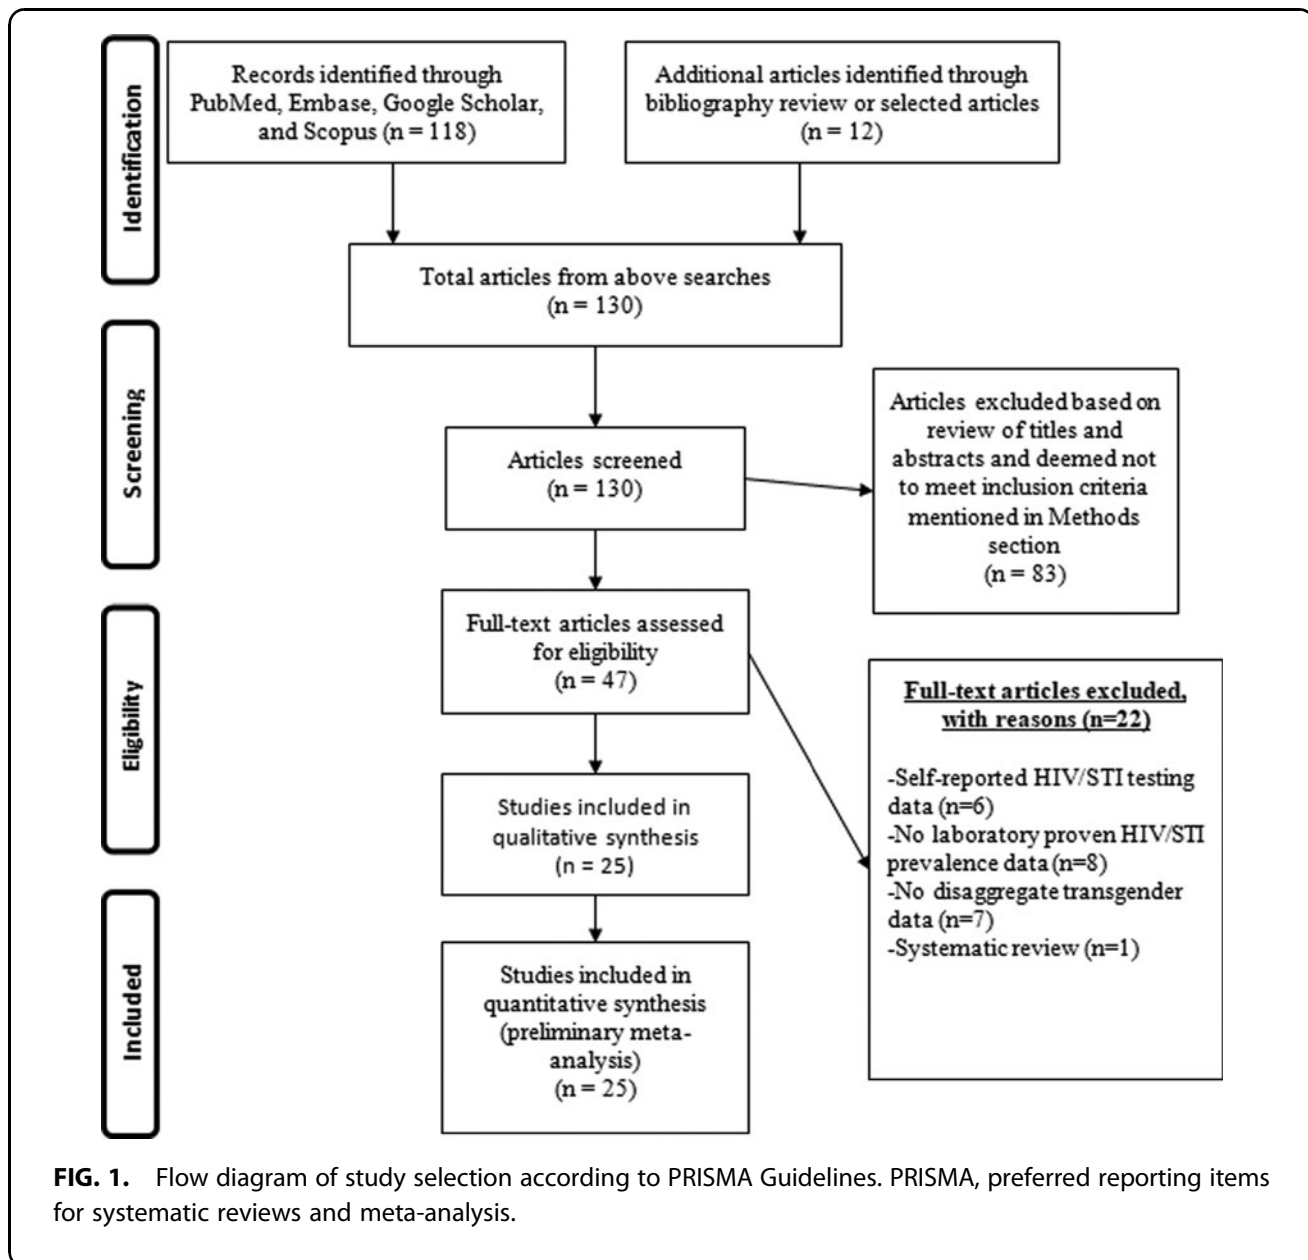 Identification
Records identified through
PubMed, Embase, Google Scholar,
and Scopus (n = 118)
Additional articles identified through
bibliography review or selected articles
(n = 12)
Total articles from above searches
(n = 130)
Screening
Articles screened
(n = 130)
Articles excluded based on
review of titles and
abstracts and deemed not
to meet inclusion criteria
mentioned in Methods
section
(n = 83)
Eligibility
Full-text articles assessed
for eligibility
(n = 47)
Full-text articles excluded,
with reasons (n=22)
-Self-reported HIV/STI testing
data (n=6)
-No laboratory proven HIV/STI
prevalence data (n=8)
-No disaggregate transgender
data (n=7)
-Systematic review (n=1)
Studies included in
qualitative synthesis
(n = 25)
Included
Studies included in
quantitative synthesis
(preliminary meta-
analysis)
(n = 25)
FIG. 1. Flow diagram of study selection according to PRISMA Guidelines. PRISMA, preferred reporting items
for systematic reviews and meta-analysis.